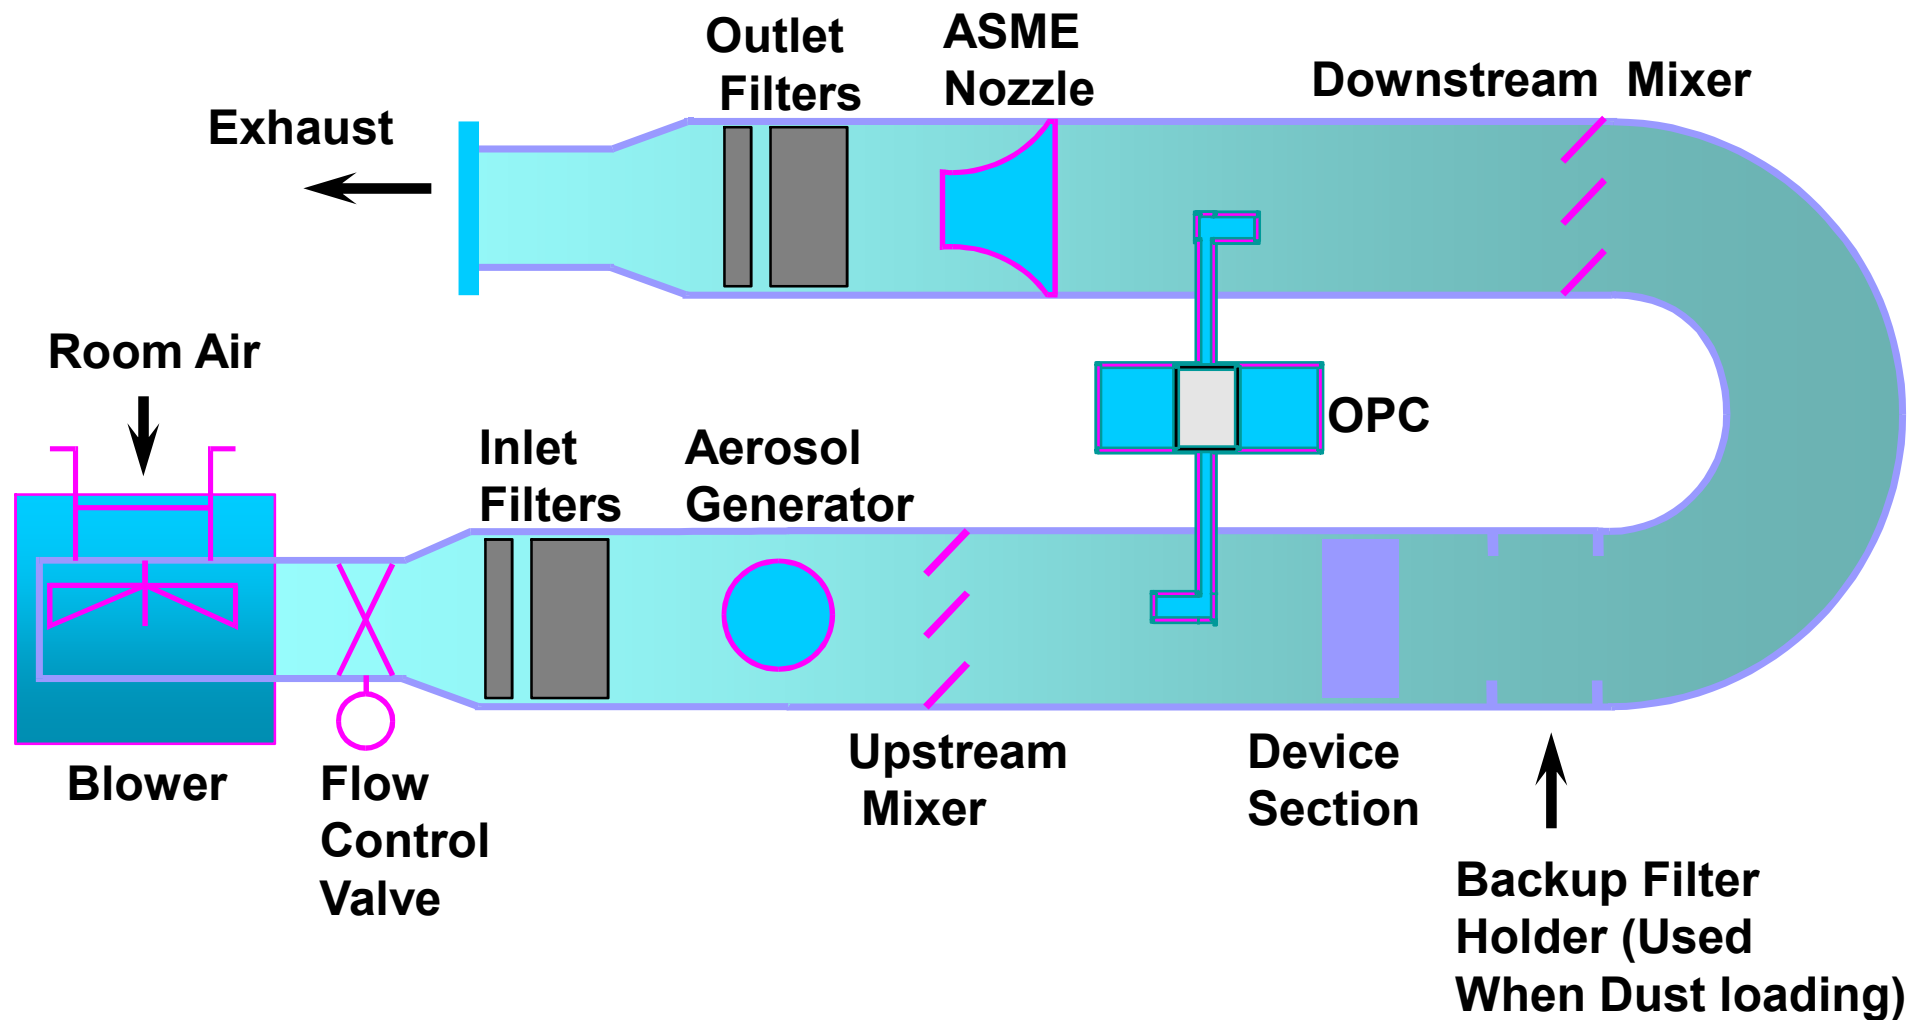 Outlet
Filters
ASME
Nozzle
Downstream Mixer
Exhaust
Room Air
Inlet
Filters
Aerosol
Generator
OPC
Blower
Flow
Control
Valve
Upstream
Mixer
Device
Section
Backup Filter
Holder (Used
When Dust loading)